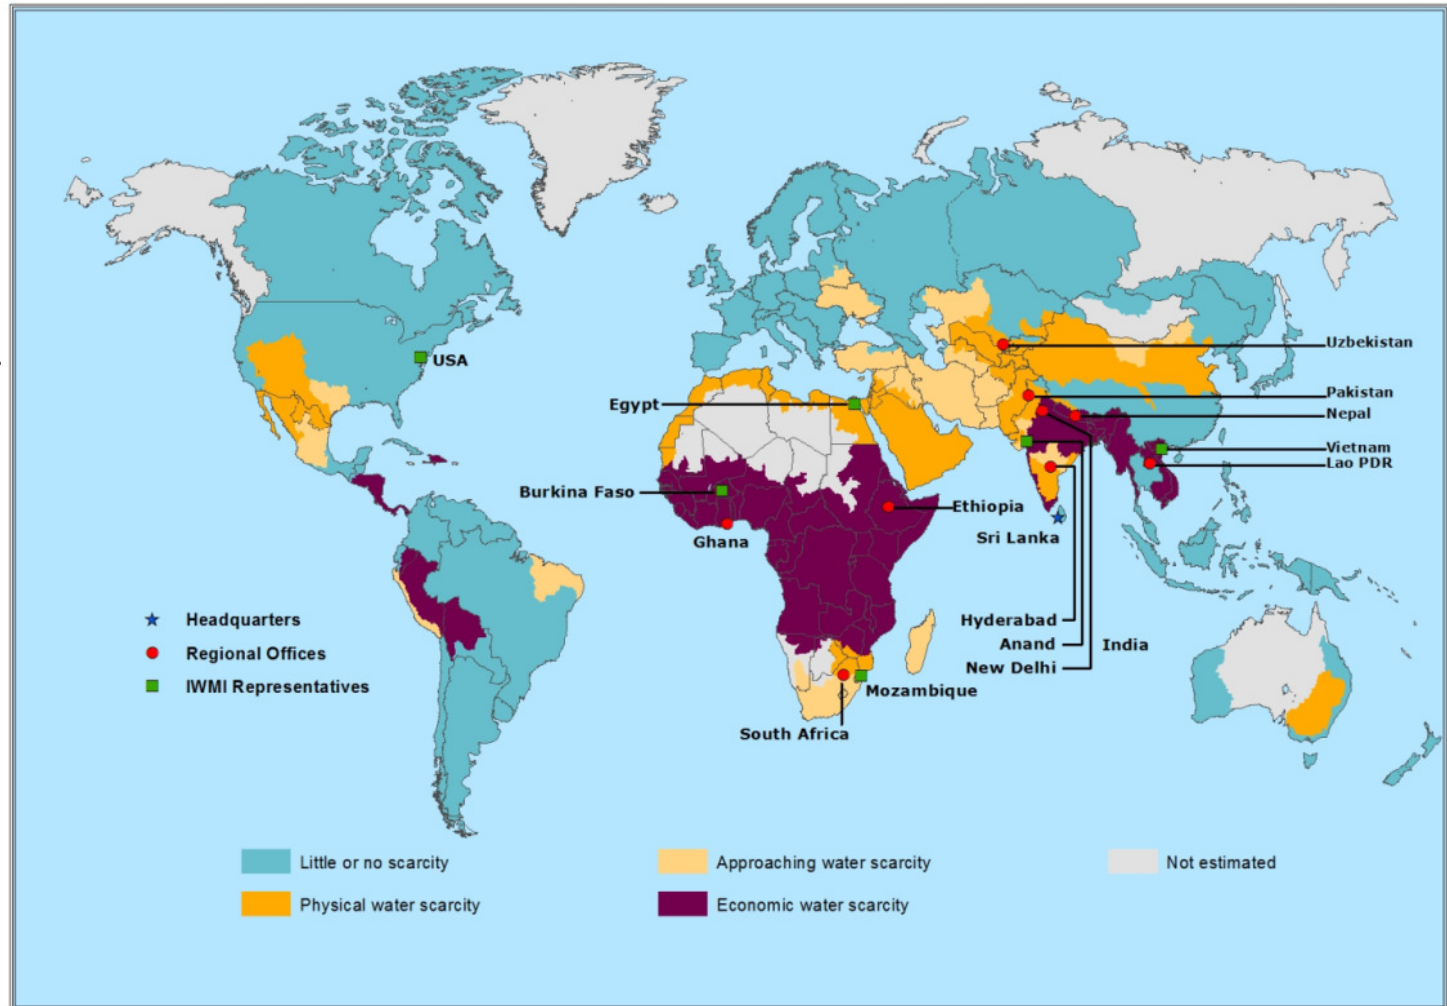 USA
Uzbekistan
Egypt
Pakistan
Nepal
Vietnam
Lao PDR
Burkina Faso
Ethiopia
Ghana
Sri Lanka
Hyderabad
Anand
India
New Delhi
Mozambique
South Africa
Headquarters
Regional Offices
IWMI Representatives
Little or no scarcity
Approaching water scarcity
Not estimated
Physical water scarcity
Economic water scarcity